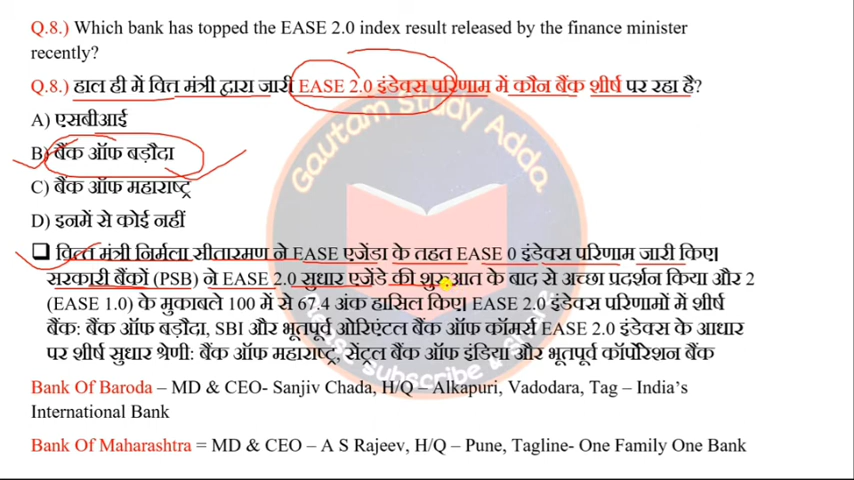 Q.8.) Which bank has topped the EASE 2.0 index result released by the finance minister
recently?
Q.8.) हाल ही में वित्त मंत्री द्वारा जारी EASE 2.0 इंडेक्स परिणाम में कौन बैंक शीर्ष पर रहा है?
A) एसबीआई
B) बैंक ऑफ बड़ौदा
C) बैंक ऑफ महाराष्ट्र
D) इनमें से कोई नहीं
वित्त मंत्री निर्मला सीतारमण ने EASE एजेंडा के तहत EASE 0 इंडेक्स परिणाम जारी किए|
सरकारी बैंकों (PSB) ने EASE 2.0 सुधार एजेंडे की शुरुआत के बाद से अच्छा प्रदर्शन किया और 2
(EASE 1.0) के मुकाबले 100 में से 67.4 अंक हासिल किए| EASE 2.0 इंडेक्स परिणामों में शीर्ष
बैंक: बैंक ऑफ बड़ौदा, SBI और भूतपूर्व ओरिएंटल बैंक ऑफ कॉमर्स EASE 2.0 इंडेक्स के आधार
पर शीर्ष सुधार श्रेणी: बैंक ऑफ महाराष्ट्र, सेंट्रल बैंक ऑफ इंडिया और भूतपूर्व कॉर्पोरेशन बैंक
Bank Of Baroda – MD & CEO- Sanjiv Chada, H/Q – Alkapuri, Vadodara, Tag – India's
International Bank
Bank Of Maharashtra = MD & CEO – A S Rajeev, H/Q – Pune, Tagline- One Family One Bank
Gautam Study Adda
subscribe